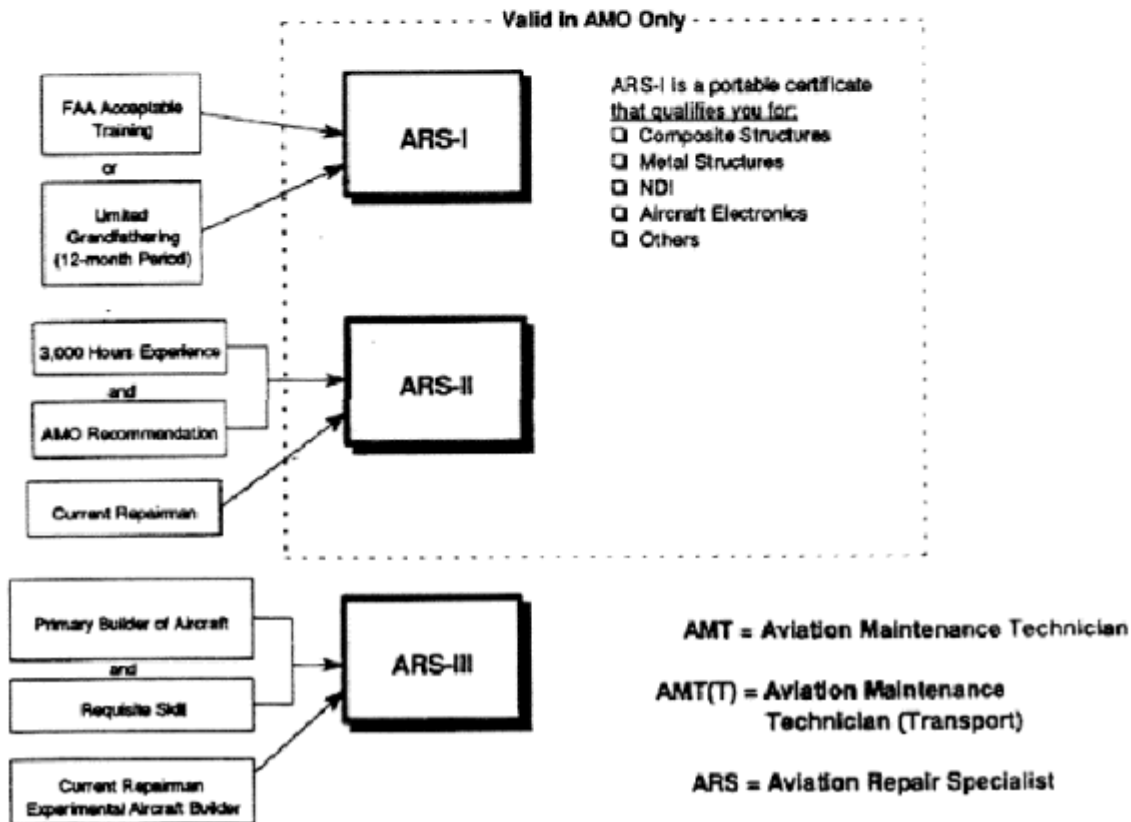 Valid in AMO Only
FAA Acceptable
Training
or
Limited
Grandfathering
(12-month Period)
ARS-I
ARS-I is a portable certificate
that qualifies you for:
❑ Composite Structures
❑ Metal Structures
❑ NDI
❑ Aircraft Electronics
❑ Others
3,000 Hours Experience
and
AMO Recommendation
Current Repairman
ARS-II
Primary Builder of Aircraft
and
Requisite Skill
Current Repairman
Experimental Aircraft Builder
ARS-III
AMT = Aviation Maintenance Technician
AMT(T) = Aviation Maintenance
Technician (Transport)
ARS = Aviation Repair Specialist